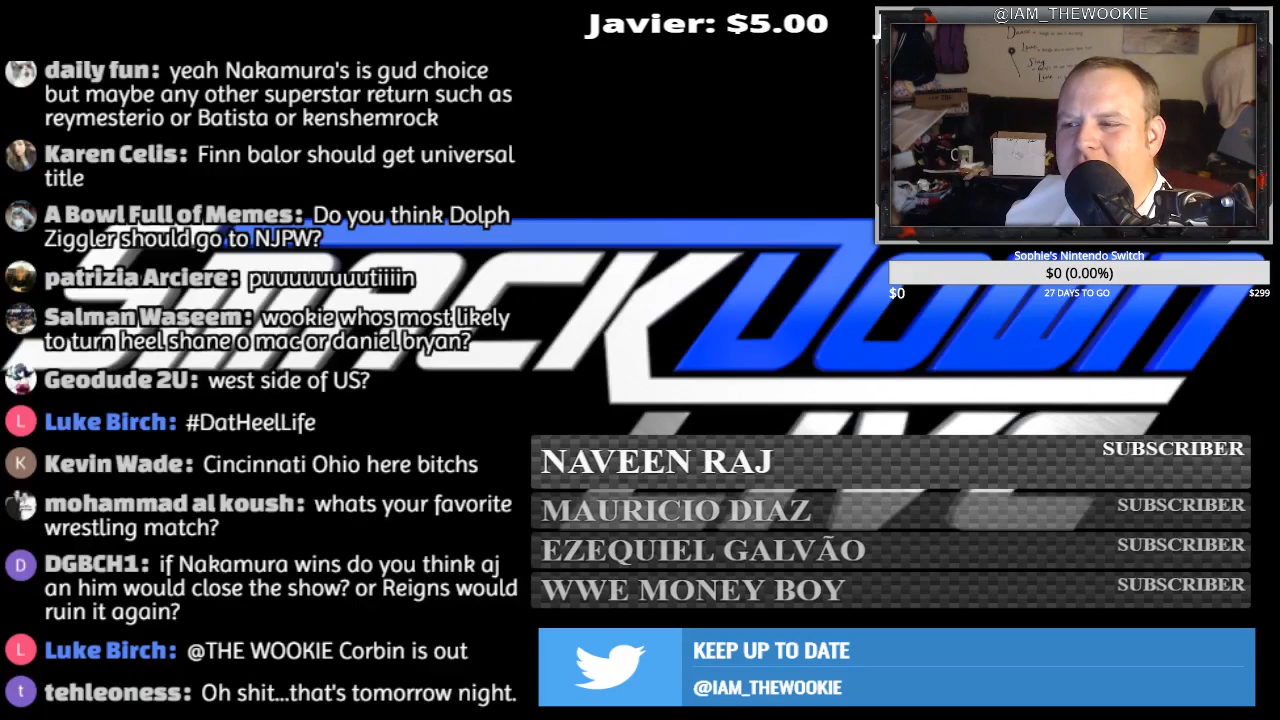 Javier: $5.00
@IAM_THEWOOKIE
daily fun: yeah Nakamura's is gud choice
but maybe any other superstar return such as
reymesterio or Batista or kenshemrock
Karen Celis: Finn balor should get universal
title
A Bowl Full of Memes: Do you think Dolph
Ziggler should go to NJPW?
patrizia Arciere: puuuuuuuutiiiiin
Salman Waseem: wookie whos most likely
to turn heel shane o mac or daniel bryan?
Geodude 2U: west side of US?
Luke Birch: #DatHeelLife
Kevin Wade: Cincinnati Ohio here bitchs
mohammad al koush: whats your favorite
wrestling match?
DGBCH1: if Nakamura wins do you think aj
an him would close the show? or Reigns would
ruin it again?
Luke Birch: @THE WOOKIE Corbin is out
tehleoness: Oh shit...that's tomorrow night.
SMACKDOWN
LIVE
Sophie's Nintendo Switch
$0 (0.00%)
$0 27 DAYS TO GO $299
NAVEEN RAJ SUBSCRIBER
MAURICIO DIAZ SUBSCRIBER
EZEQUIEL GALVÃO SUBSCRIBER
WWE MONEY BOY SUBSCRIBER
KEEP UP TO DATE
@IAM_THEWOOKIE